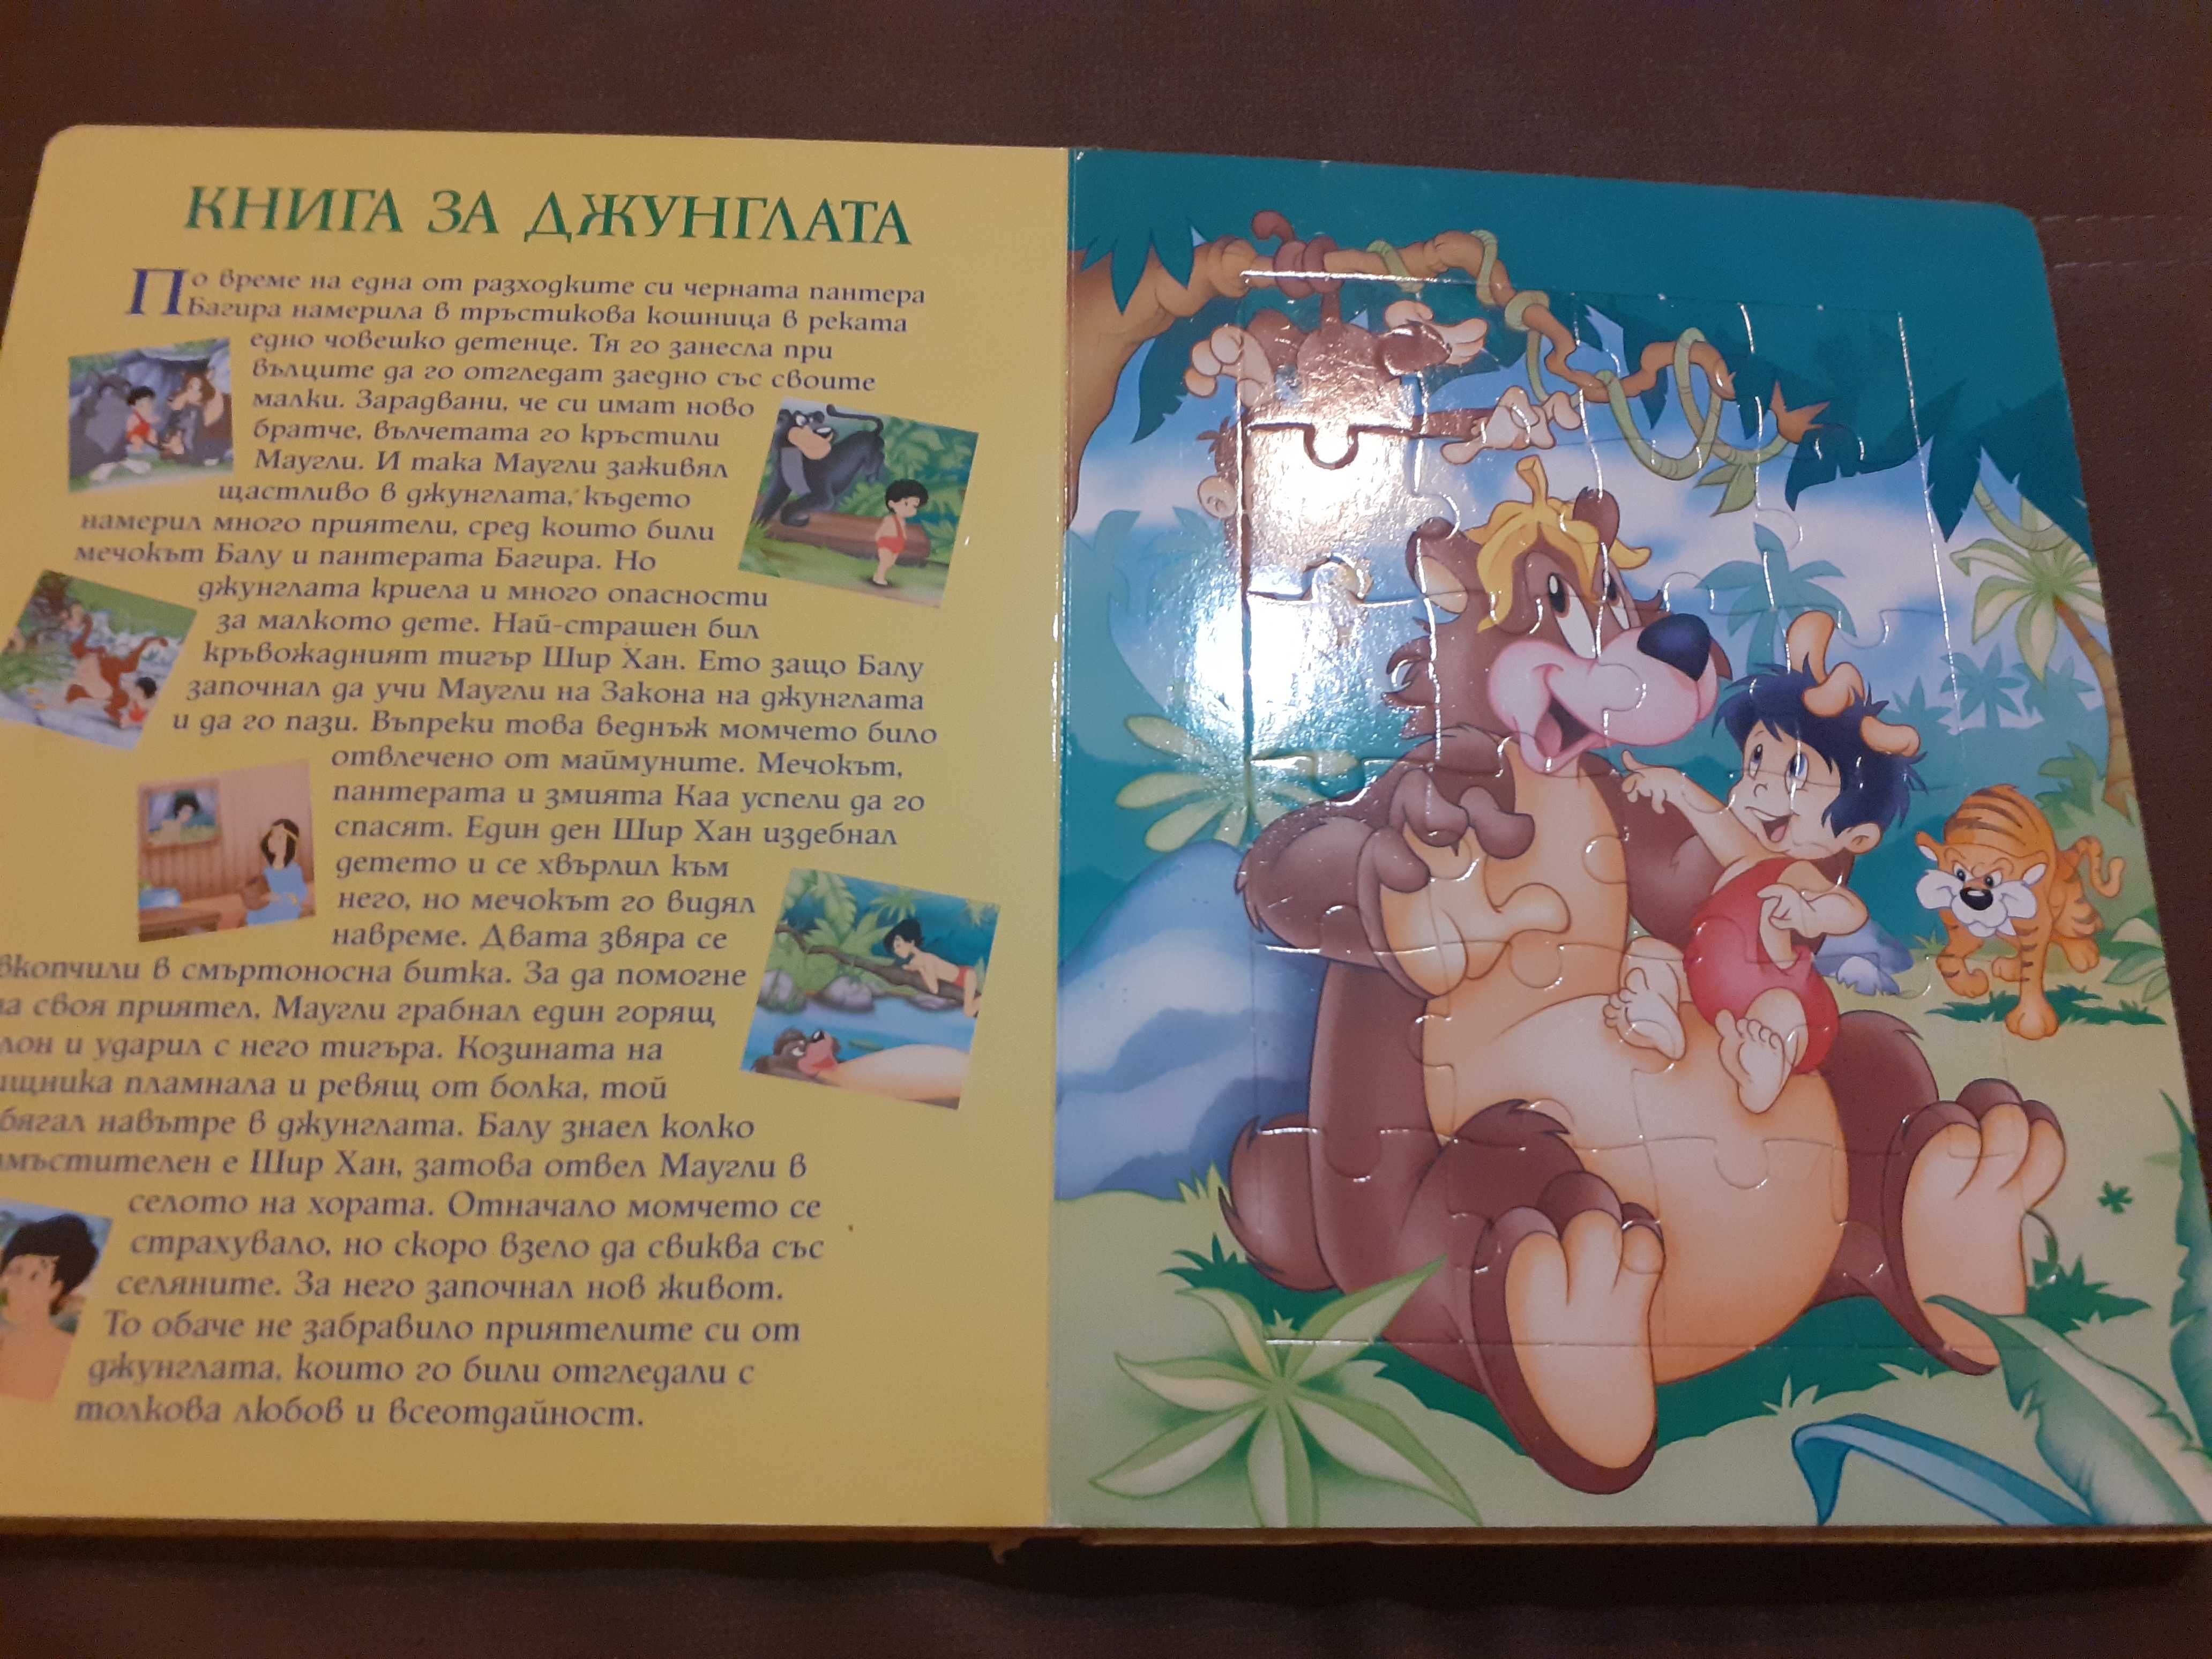 КНИГА ЗА ДЖУНГЛАТА
По време на една от разходките си черната пантера
Багира намерила в тръстикова кошница в реката
едно човешко детенце. Тя го занесла при
вълците да го отгледат заедно със своите
малки. Зарадвани, че си имат ново
братче, вълчетата го кръстили
Маугли. И така Маугли заживял
щастливо в джунглата, където
намерил много приятели, сред които били
мечокът Балу и пантерата Багира. Но
джунглата криела и много опасности
за малкото дете. Най-страшен бил
кръвожадният тигър Шир Хан. Ето защо Балу
започнал да учи Маугли на Закона на джунглата
и да го пази. Въпреки това веднъж момчето било
отвлечено от маймуните. Мечокът,
пантерата и змията Каа успели да го
спасят. Един ден Шир Хан издебнал
детето и се хвърлил към
него, но мечокът го видял
навреме. Двата звяра се
вкопчили в смъртоносна битка. За да помогне
на своя приятел, Маугли грабнал един горящ
и ударил с него тигъра. Козината на
пламнала и ревящ от болка, той
навътре в джунглата. Балу знаел колко
е Шир Хан, затова отвел Маугли в
селото на хората. Отначало момчето се
страхувало, но скоро взело да свиква със
селяните. За него започнал нов живот.
То обаче не забравило приятелите си от
джунглата, които го били отгледали с
толкова любов и всеотдайност.